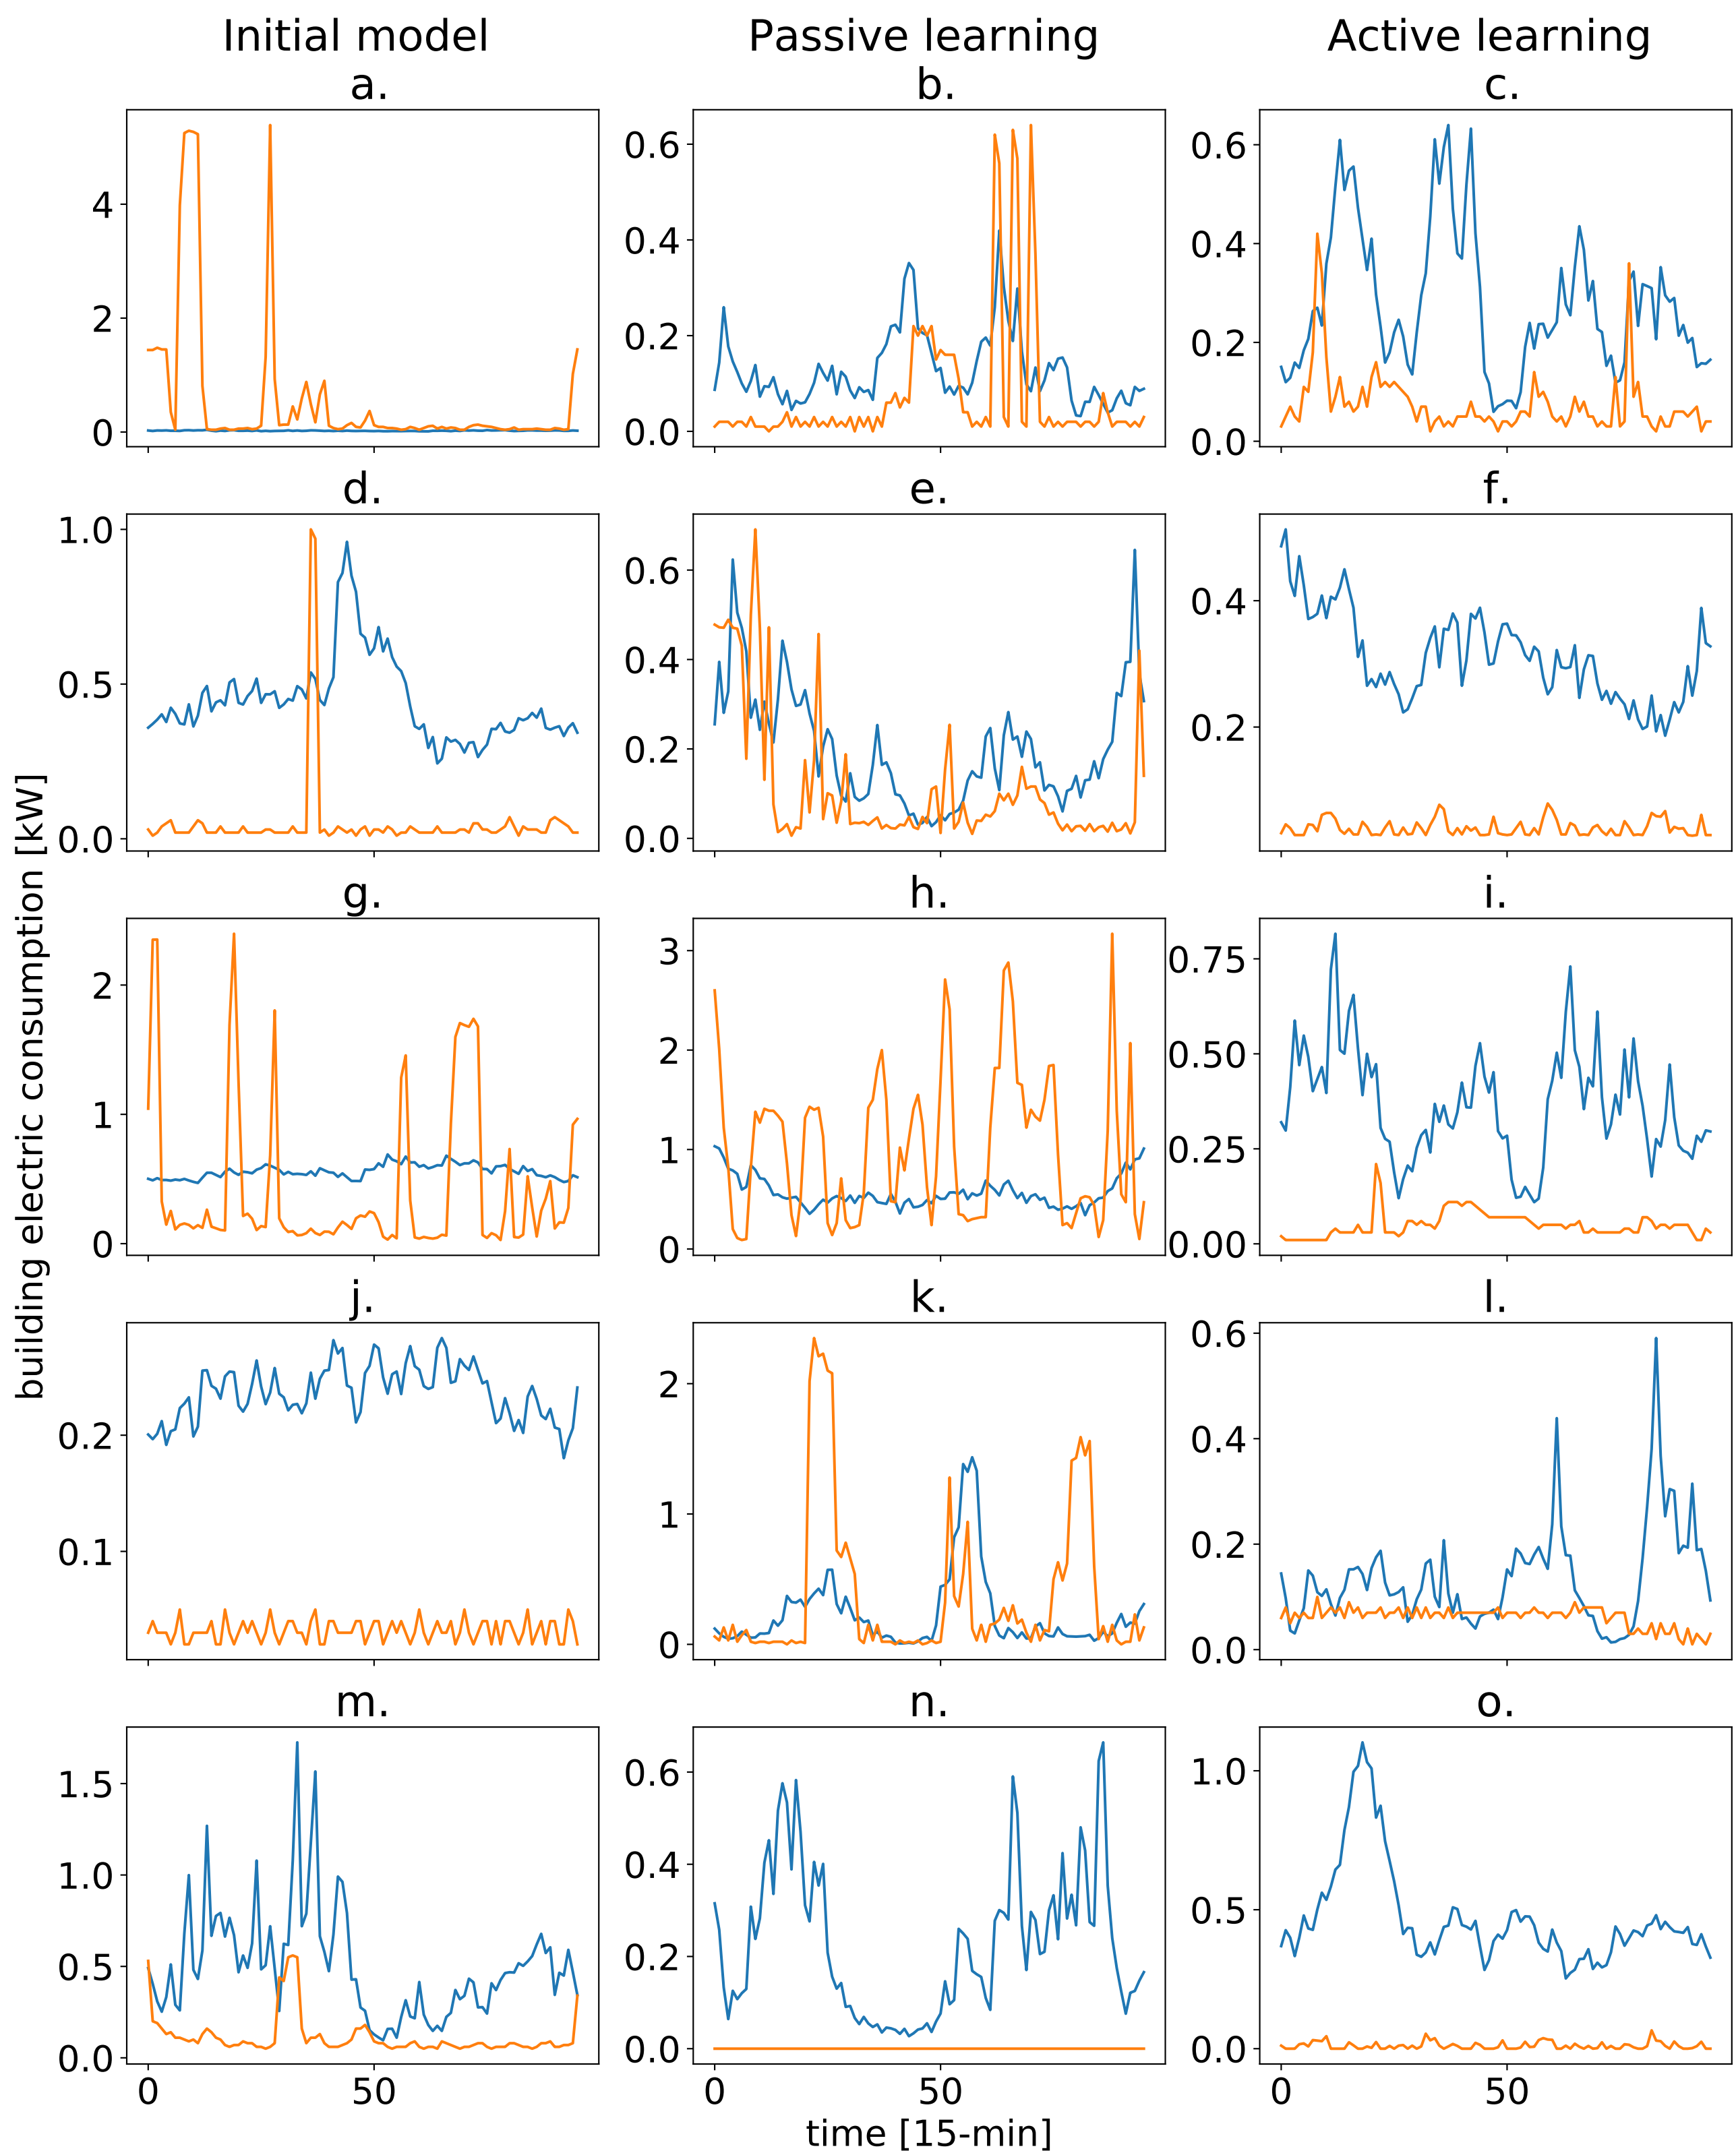 Initial model
Passive learning
Active learning
a.
b.
c.
4
2
0
0.6
0.4
0.2
0.0
0.6
0.4
0.2
0.0
d.
e.
f.
1.0
0.5
0.0
0.6
0.4
0.2
0.0
0.4
0.2
g.
h.
i.
2
1
0
3
2
1
0
0.75
0.50
0.25
0.00
j.
k.
l.
0.2
0.1
2
1
0
0.6
0.4
0.2
0.0
m.
n.
o.
1.5
1.0
0.5
0.0
0.6
0.4
0.2
0.0
1.0
0.5
0.0
0
50
0
50
0
50
building electric consumption [kW]
time [15-min]